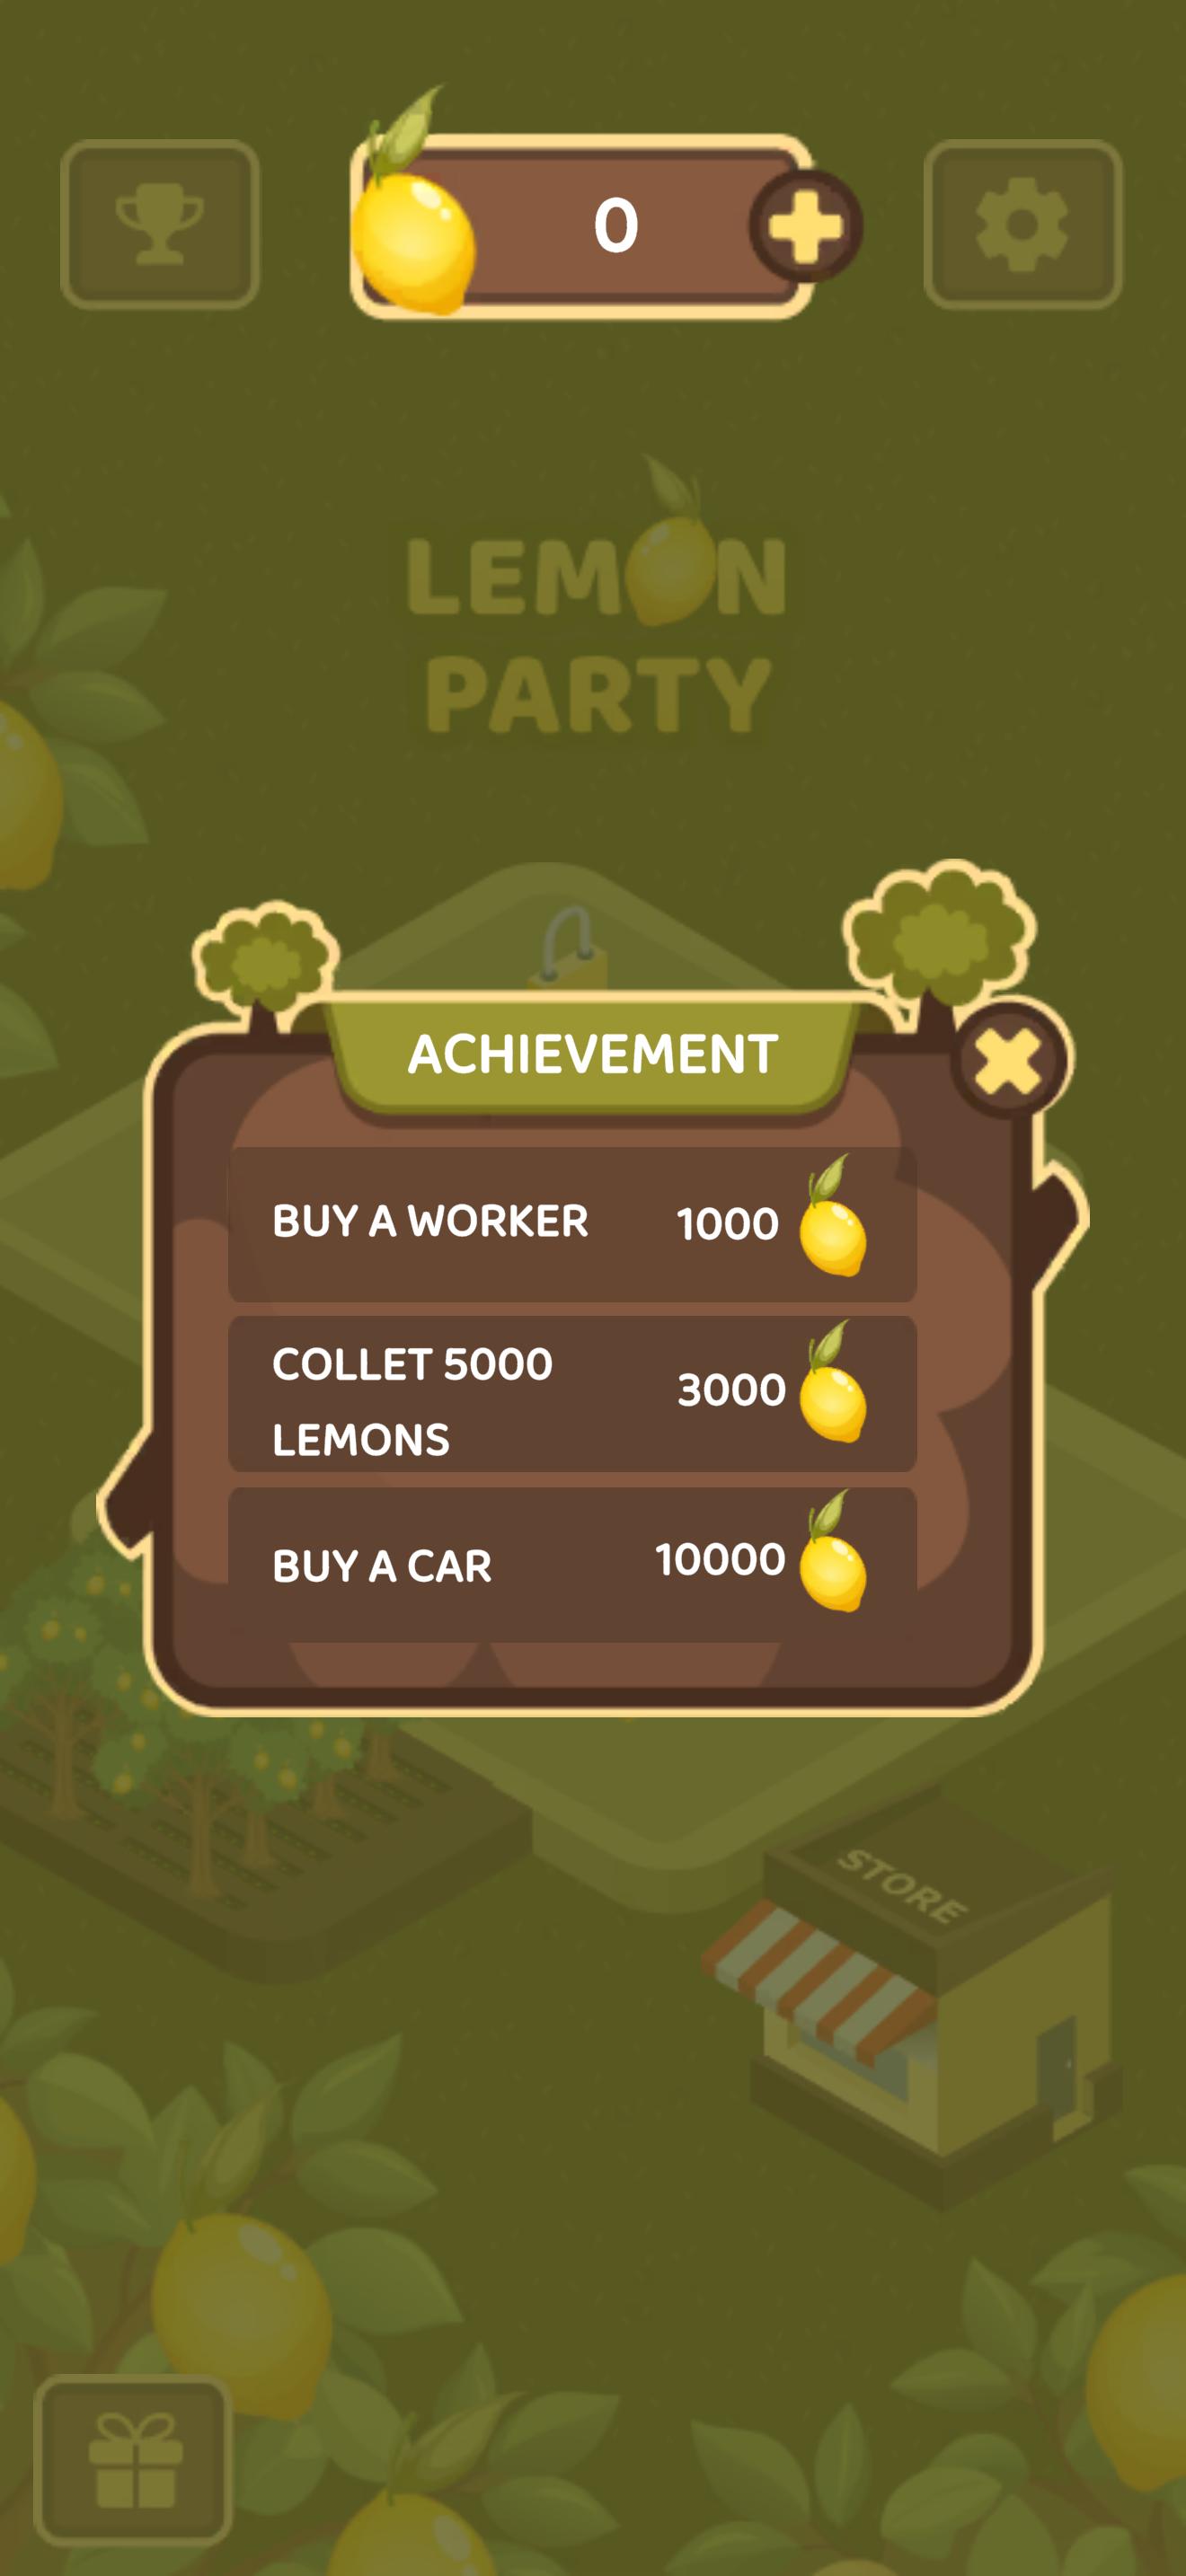 0
LEMON
PARTY
ACHIEVEMENT
BUY A WORKER 1000
COLLET 5000
LEMONS 3000
BUY A CAR 10000
STORE